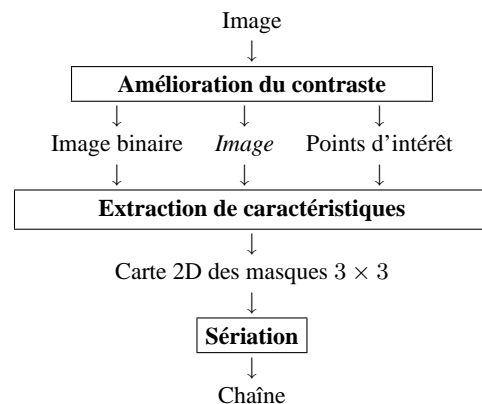 Image
Amélioration du contraste
Image binaire Image Points d'intérêt
Extraction de caractéristiques
Carte 2D des masques 3 × 3
Sériation
Chaîne